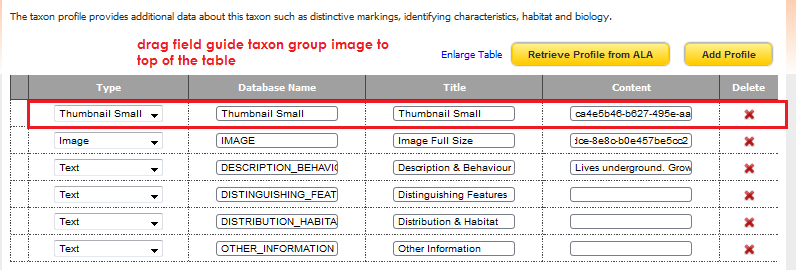 The taxon profile provides additional data about this taxon such as distinctive markings, identifying characteristics, habitat and biology.
drag field guide taxon group image to
top of the table
Enlarge Table Retrieve Profile from ALA Add Profile
Type Database Name Title Content Delete
Thumbnail Small Thumbnail Small Thumbnail Small ca4e5b46-b627-495e-aa
Image IMAGE Image Full Size
Text DESCRIPTION_BEHAVI Description & Behaviour Lives underground. Grow
Text DISTINGUISHING_FEAT Distinguishing Features
Text DISTRIBUTION_HABITA Distribution & Habitat
Text OTHER_INFORMATION Other Information